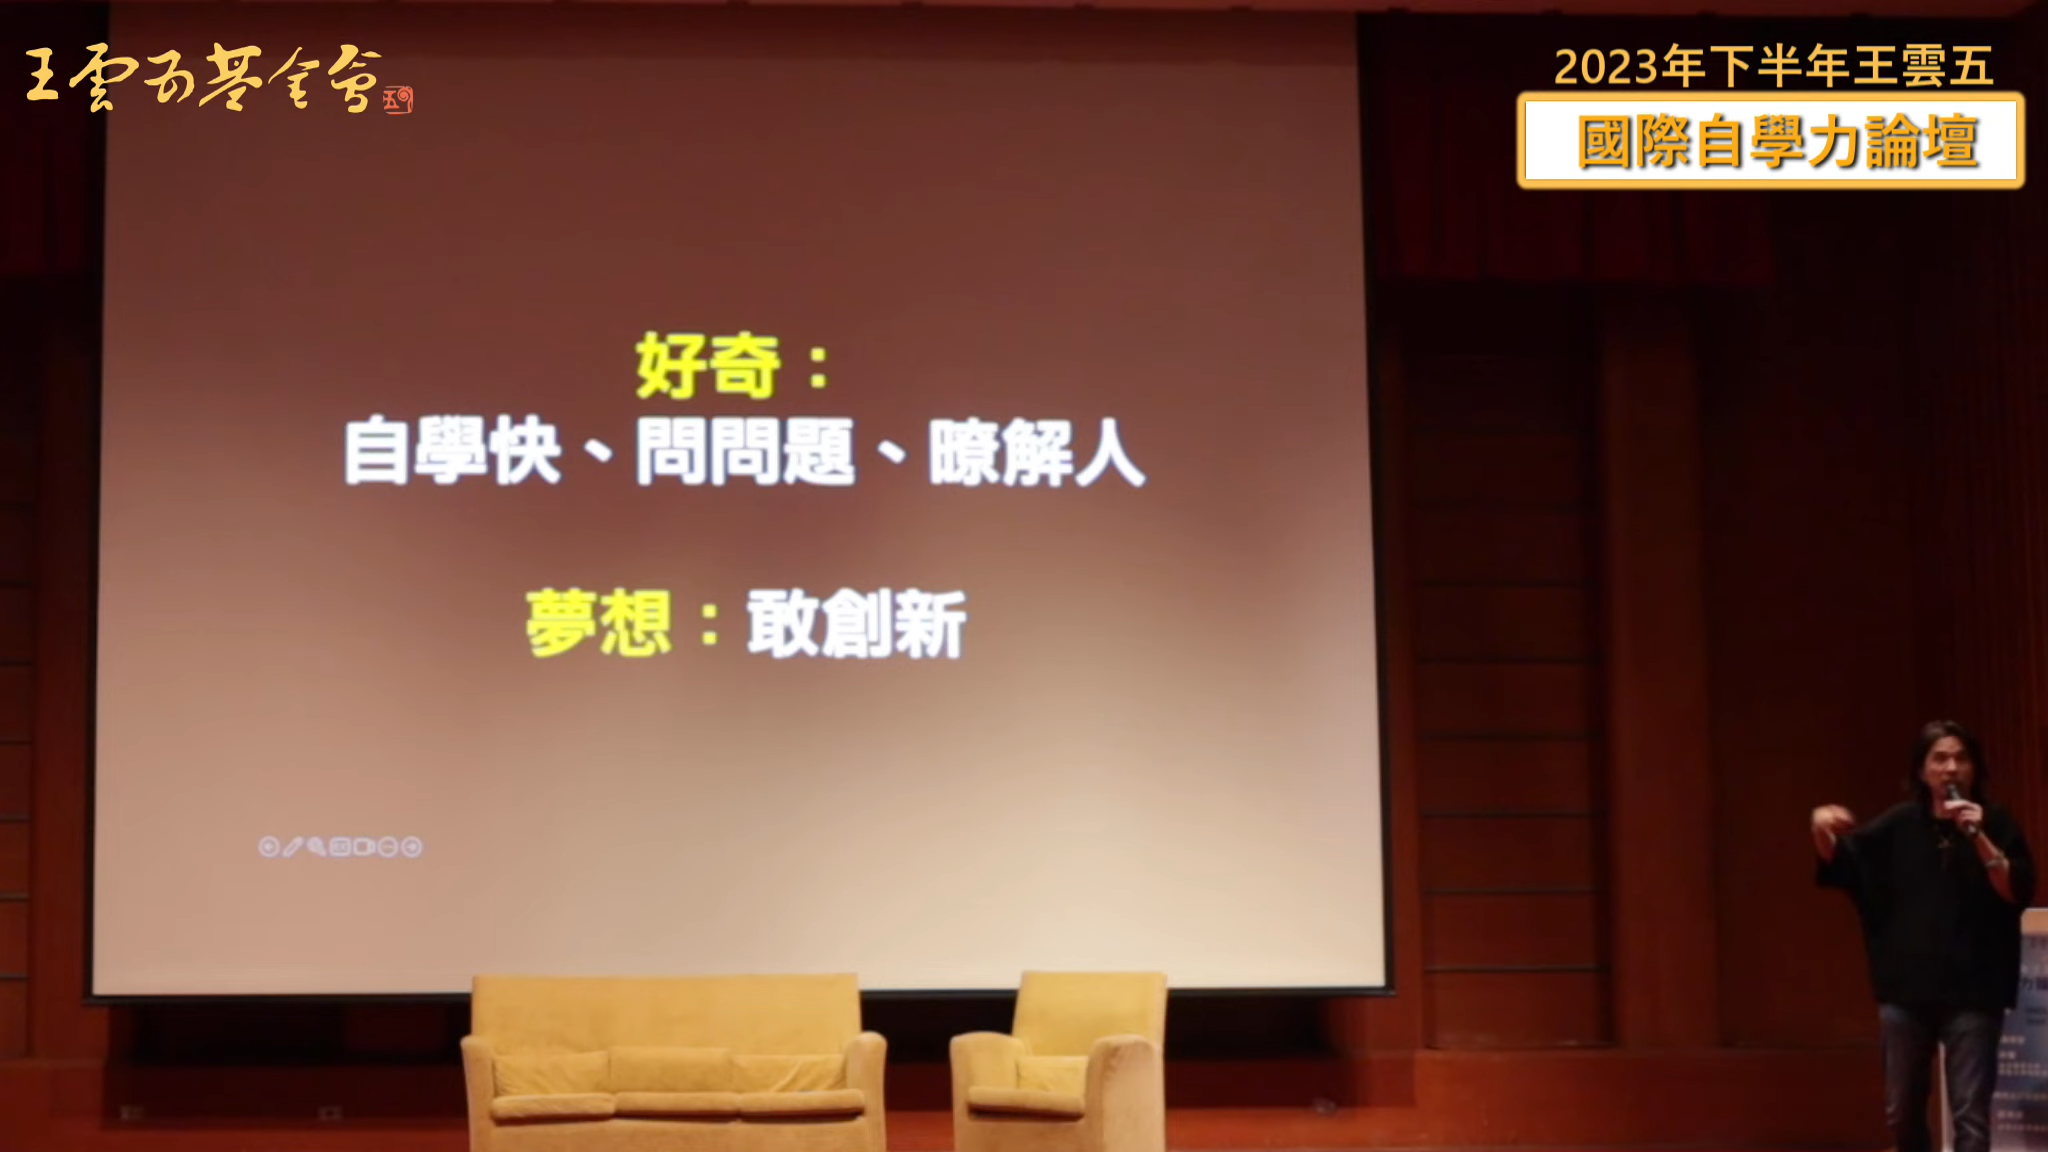 王雲五基金會
2023年下半年王雲五
國際自學力論壇
好奇：
自學快、問問題、瞭解人
夢想：敢創新